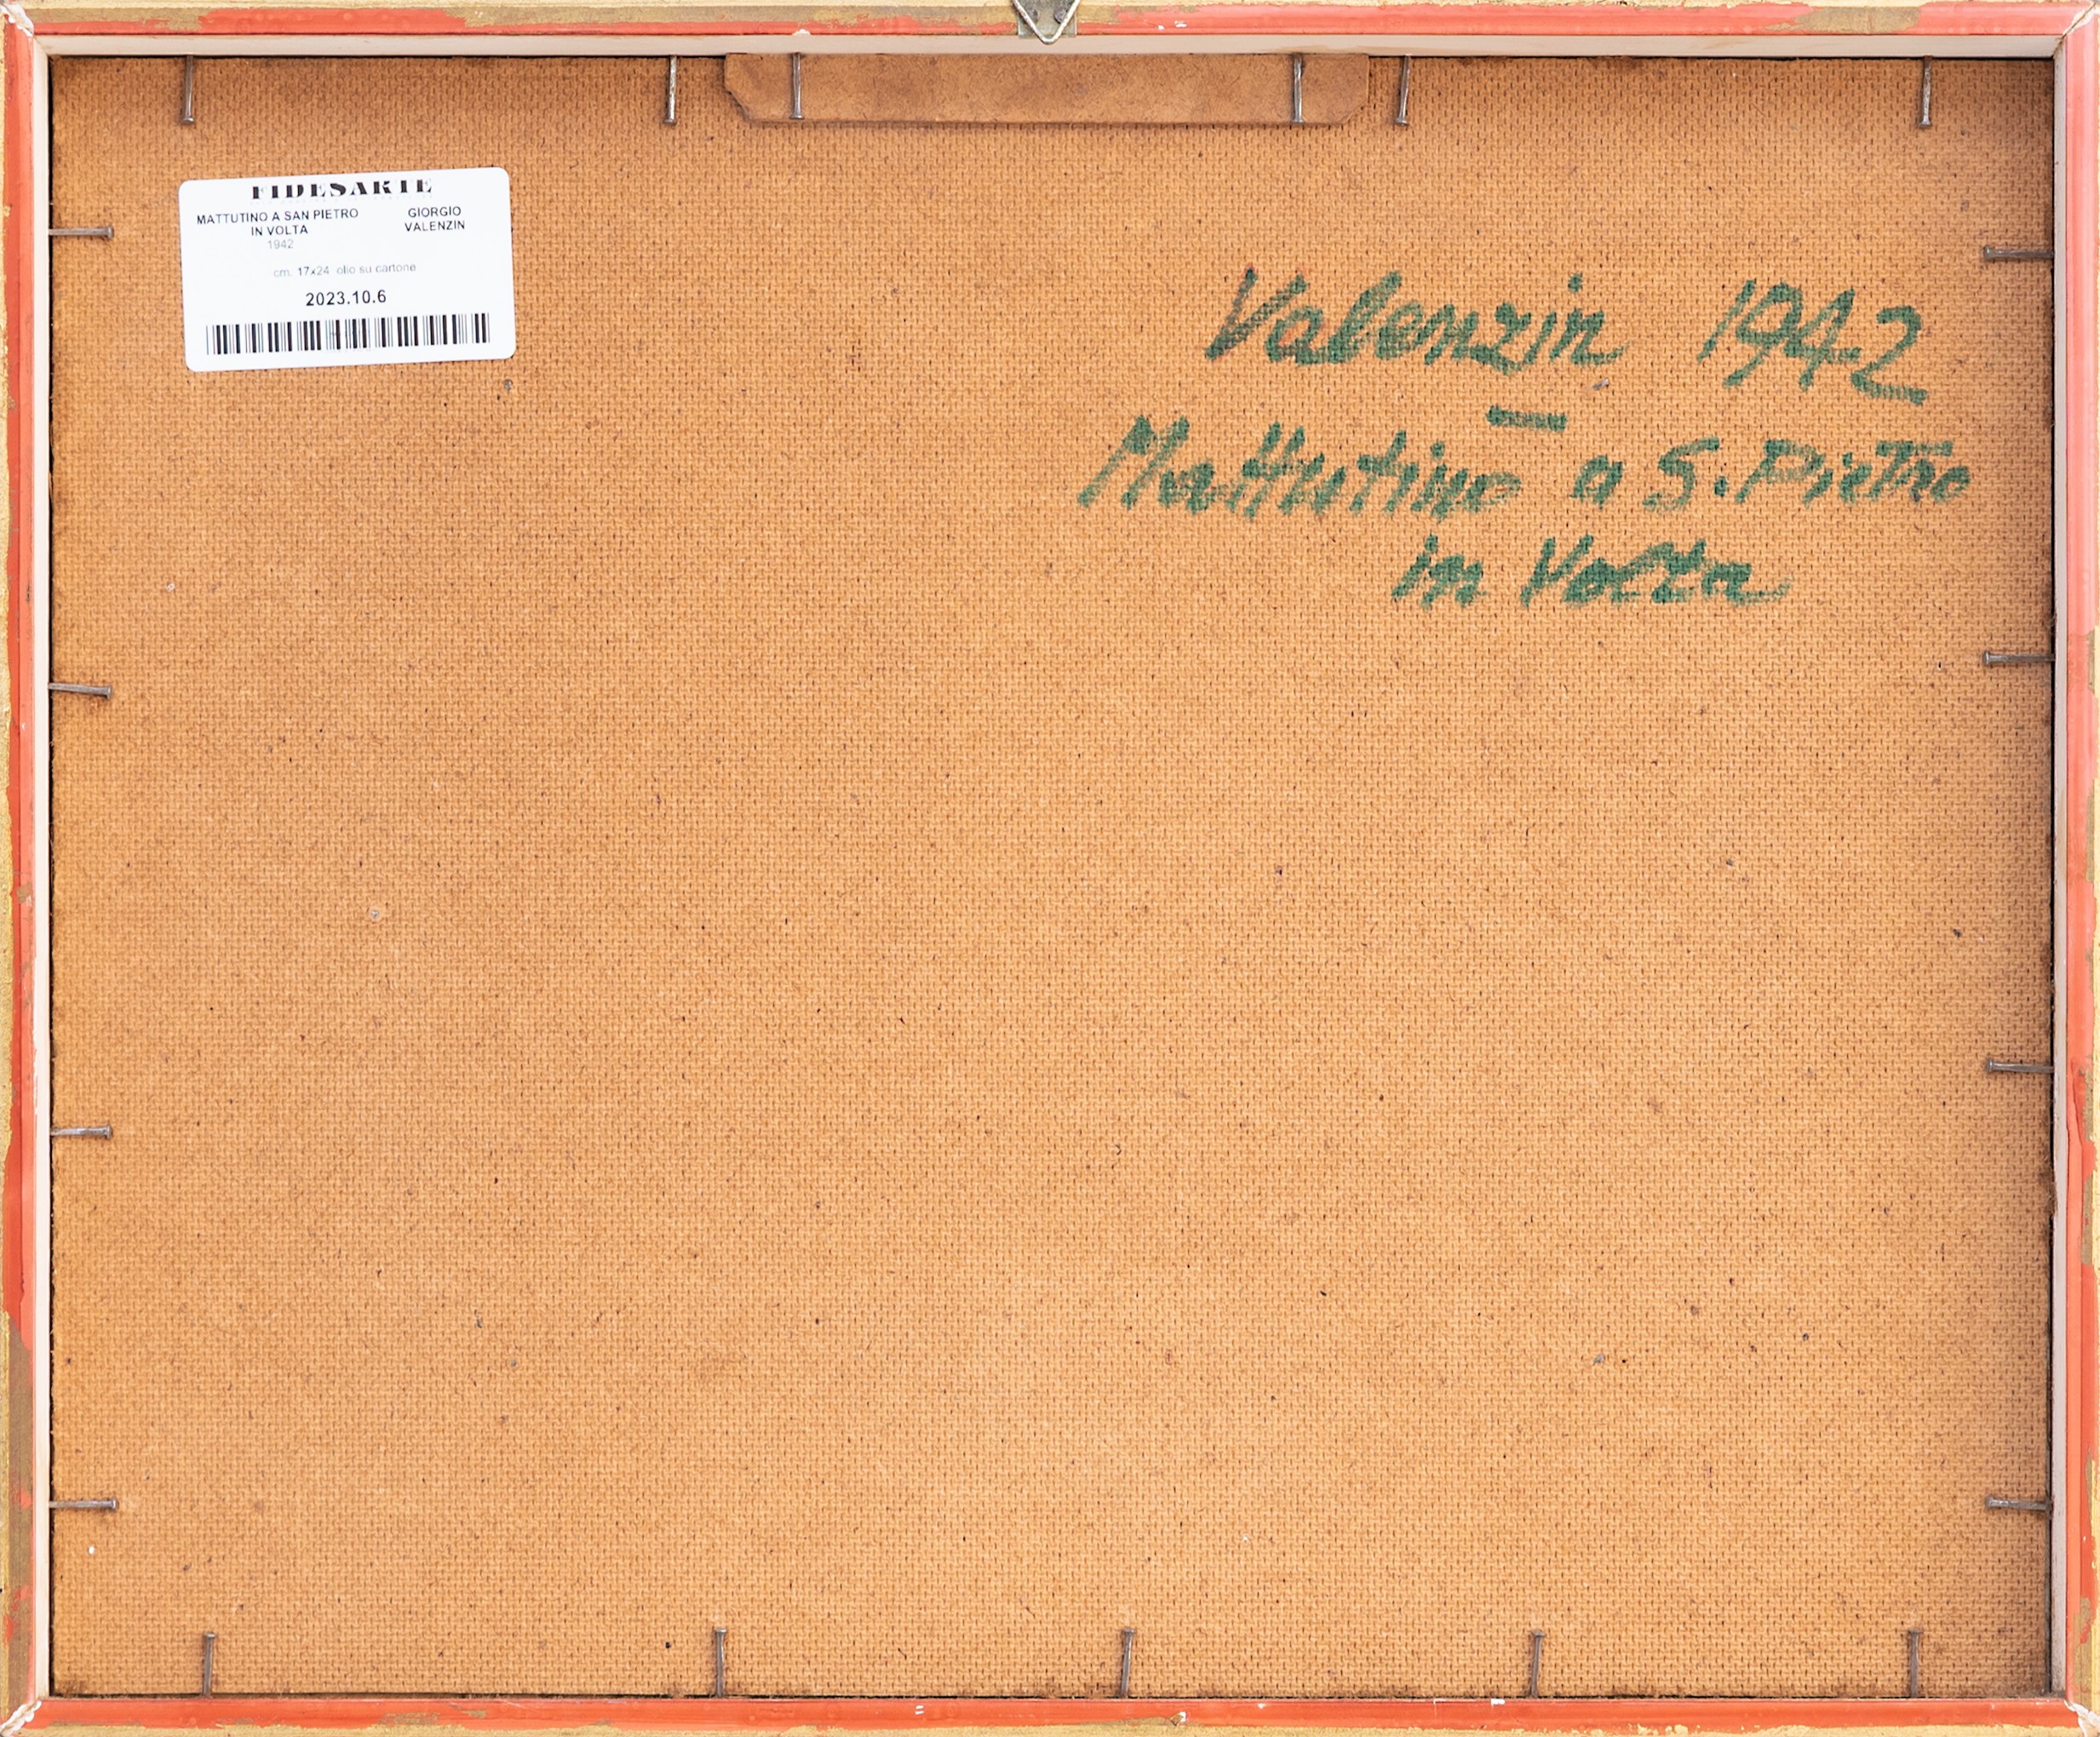 FIDESARTE
MATTUTINO A SAN PIETRO
IN VOLTA
1942
GIORGIO
VALENZIN
cm. 17x24 olio su cartone
2023.10.6
Valenzin 1942
—
Mattutino a S. Pietro
in Volta